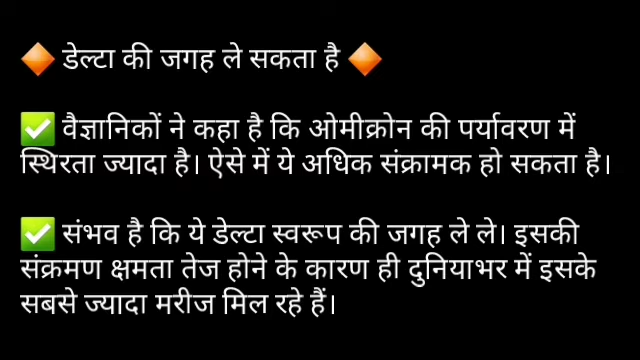 🔶 डेल्टा की जगह ले सकता है 🔶
✅ वैज्ञानिकों ने कहा है कि ओमीक्रोन की पर्यावरण में
स्थिरता ज्यादा है। ऐसे में ये अधिक संक्रामक हो सकता है।
✅ संभव है कि ये डेल्टा स्वरूप की जगह ले ले। इसकी
संक्रमण क्षमता तेज होने के कारण ही दुनियाभर में इसके
सबसे ज्यादा मरीज मिल रहे हैं।